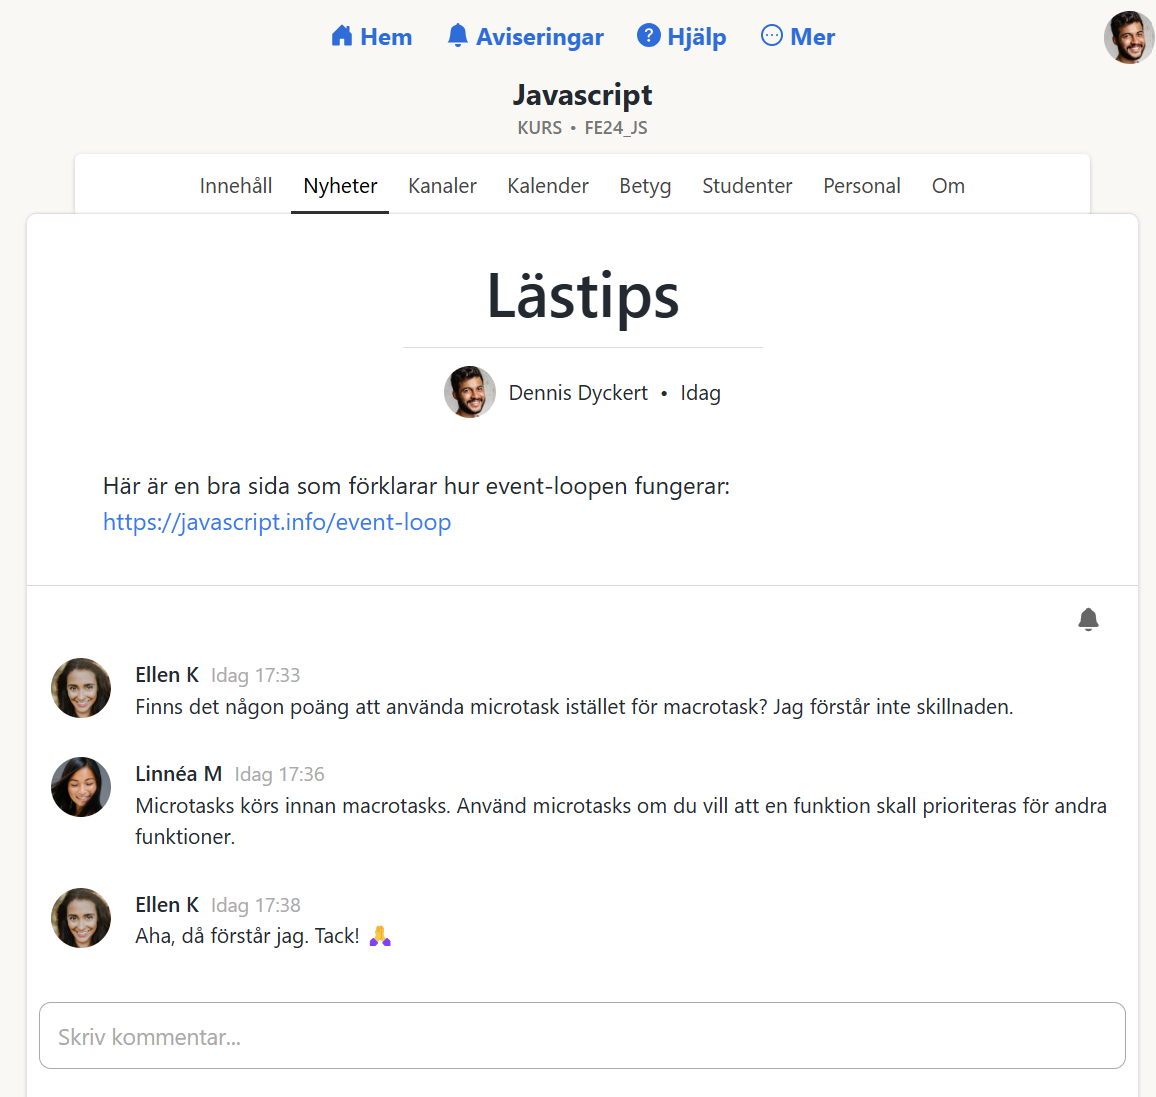 Hem Aviseringar Hjälp Mer
Javascript
KURS • FE24_JS
Innehåll Nyheter Kanaler Kalender Betyg Studenter Personal Om
Lästips
Dennis Dyckert • Idag
Här är en bra sida som förklarar hur event-loopen fungerar:
https://javascript.info/event-loop
Ellen K Idag 17:33
Finns det någon poäng att använda microtask istället för macrotask? Jag förstår inte skillnaden.
Linnéa M Idag 17:36
Microtasks körs innan macrotasks. Använd microtasks om du vill att en funktion skall prioriteras för andra
funktioner.
Ellen K Idag 17:38
Aha, då förstår jag. Tack! 🙏
Skriv kommentar...